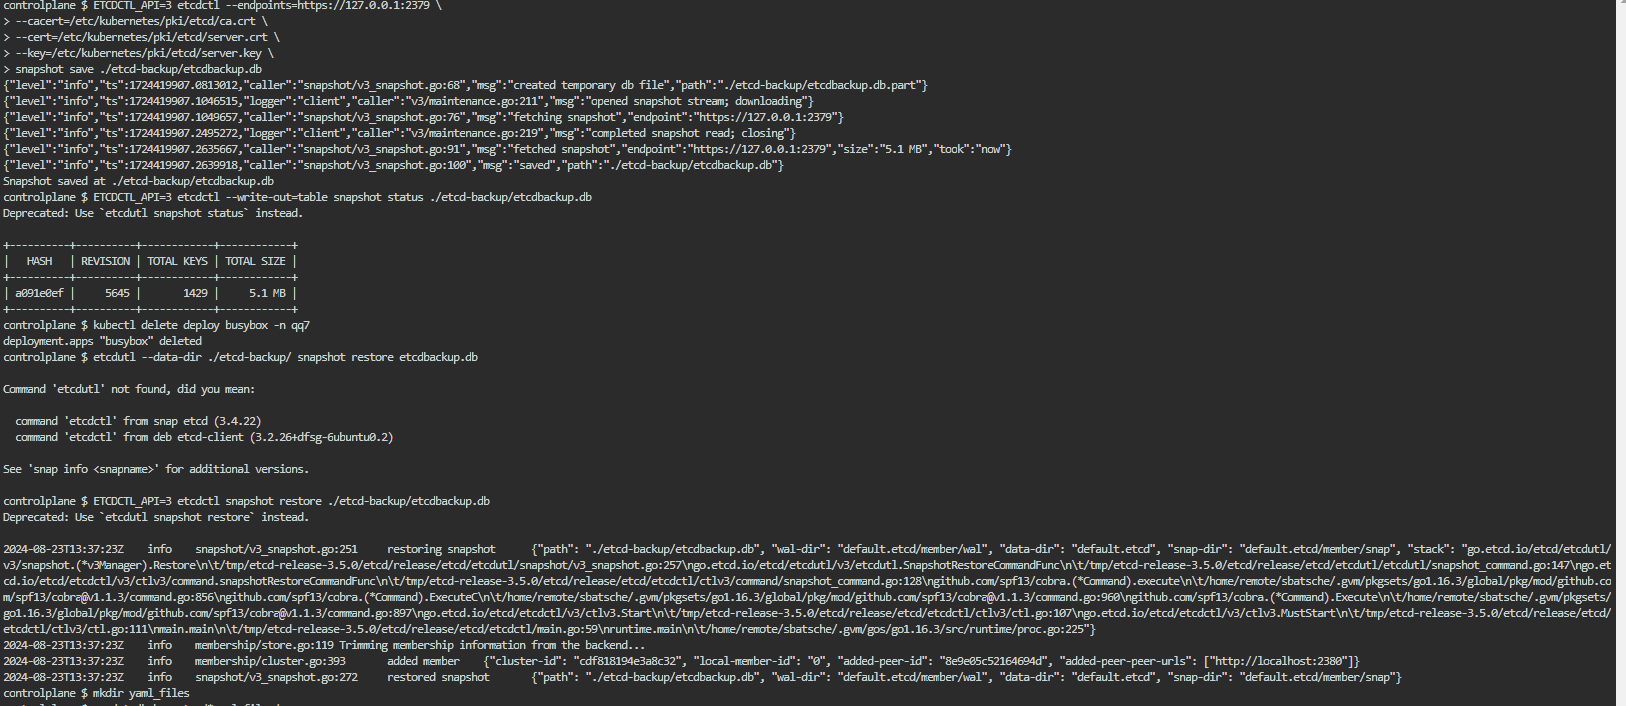 controlplane $ ETCDCTL_API=3 etcdctl --endpoints=https://127.0.0.1:2379 \
> --cacert=/etc/kubernetes/pki/etcd/ca.crt \
> --cert=/etc/kubernetes/pki/etcd/server.crt \
> --key=/etc/kubernetes/pki/etcd/server.key \
> snapshot save ./etcd-backup/etcdbackup.db
{"level":"info","ts":1724419907.0813012,"caller":"snapshot/v3_snapshot.go:68","msg":"created temporary db file","path":"./etcd-backup/etcdbackup.db.part"}
{"level":"info","ts":1724419907.1046515,"logger":"client","caller":"v3/maintenance.go:211","msg":"opened snapshot stream; downloading"}
{"level":"info","ts":1724419907.1049657,"caller":"snapshot/v3_snapshot.go:76","msg":"fetching snapshot","endpoint":"https://127.0.0.1:2379"}
{"level":"info","ts":1724419907.2495272,"logger":"client","caller":"v3/maintenance.go:219","msg":"completed snapshot read; closing"}
{"level":"info","ts":1724419907.2635667,"caller":"snapshot/v3_snapshot.go:91","msg":"fetched snapshot","endpoint":"https://127.0.0.1:2379","size":"5.1 MB","took":"now"}
{"level":"info","ts":1724419907.2639918,"caller":"snapshot/v3_snapshot.go:100","msg":"saved","path":"./etcd-backup/etcdbackup.db"}
Snapshot saved at ./etcd-backup/etcdbackup.db
controlplane $ ETCDCTL_API=3 etcdctl --write-out=table snapshot status ./etcd-backup/etcdbackup.db
Deprecated: Use `etcdutl snapshot status` instead.
+----------+----------+------------+------------+
| HASH | REVISION | TOTAL KEYS | TOTAL SIZE |
+----------+----------+------------+------------+
| a091e0ef | 5645 | 1429 | 5.1 MB |
+----------+----------+------------+------------+
controlplane $ kubectl delete deploy busybox -n qq7
deployment.apps "busybox" deleted
controlplane $ etcdutl --data-dir ./etcd-backup/ snapshot restore etcdbackup.db
Command 'etcdutl' not found, did you mean:
command 'etcdctl' from snap etcd (3.4.22)
command 'etcdctl' from deb etcd-client (3.2.26+dfsg-6ubuntu0.2)
See 'snap info <snapname>' for additional versions.
controlplane $ ETCDCTL_API=3 etcdctl snapshot restore ./etcd-backup/etcdbackup.db
Deprecated: Use `etcdutl snapshot restore` instead.
2024-08-23T13:37:23Z info snapshot/v3_snapshot.go:251 restoring snapshot {"path": "./etcd-backup/etcdbackup.db", "wal-dir": "default.etcd/member/wal", "data-dir": "default.etcd", "snap-dir": "default.etcd/member/snap", "stack": "go.etcd.io/etcd/etcdutl/
v3/snapshot.(*v3Manager).Restore\n\t/tmp/etcd-release-3.5.0/etcd/release/etcd/etcdutl/snapshot/v3_snapshot.go:257\ngo.etcd.io/etcd/etcdutl/v3/etcdutl.SnapshotRestoreCommandFunc\n\t/tmp/etcd-release-3.5.0/etcd/release/etcd/etcdutl/etcdutl/snapshot_command.go:147\ngo.et
cd.io/etcd/etcdctl/v3/ctlv3/command.snapshotRestoreCommandFunc\n\t/tmp/etcd-release-3.5.0/etcd/release/etcd/etcdctl/ctlv3/command/snapshot_command.go:128\ngithub.com/spf13/cobra.(*Command).execute\n\t/home/remote/sbatsche/.gvm/pkgsets/go1.16.3/global/pkg/mod/github.co
m/spf13/cobra@v1.1.3/command.go:856\ngithub.com/spf13/cobra.(*Command).ExecuteC\n\t/home/remote/sbatsche/.gvm/pkgsets/go1.16.3/global/pkg/mod/github.com/spf13/cobra@v1.1.3/command.go:960\ngithub.com/spf13/cobra.(*Command).Execute\n\t/home/remote/sbatsche/.gvm/pkgsets/
go1.16.3/global/pkg/mod/github.com/spf13/cobra@v1.1.3/command.go:897\ngo.etcd.io/etcd/etcdctl/v3/ctlv3.Start\n\t/tmp/etcd-release-3.5.0/etcd/release/etcd/etcdctl/ctlv3/ctl.go:107\ngo.etcd.io/etcd/etcdctl/v3/ctlv3.MustStart\n\t/tmp/etcd-release-3.5.0/etcd/release/etcd/
etcdctl/ctlv3/ctl.go:111\nmain.main\n\t/tmp/etcd-release-3.5.0/etcd/release/etcd/etcdctl/main.go:59\nruntime.main\n\t/home/remote/sbatsche/.gvm/gos/go1.16.3/src/runtime/proc.go:225"}
2024-08-23T13:37:23Z info membership/store.go:119 Trimming membership information from the backend...
2024-08-23T13:37:23Z info membership/cluster.go:393 added member {"cluster-id": "cdf818194e3a8c32", "local-member-id": "0", "added-peer-id": "8e9e05c52164694d", "added-peer-peer-urls": ["http://localhost:2380"]}
2024-08-23T13:37:23Z info snapshot/v3_snapshot.go:272 restored snapshot {"path": "./etcd-backup/etcdbackup.db", "wal-dir": "default.etcd/member/wal", "data-dir": "default.etcd", "snap-dir": "default.etcd/member/snap"}
controlplane $ mkdir yaml_files